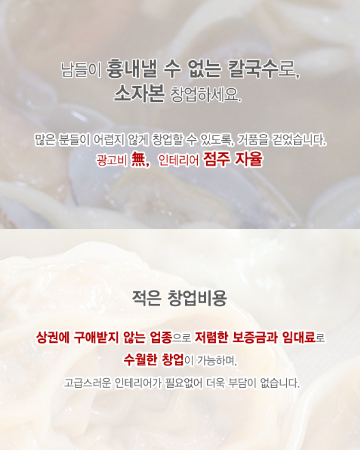 남들이 흉내낼 수 없는 칼국수로,
소자본 창업하세요.
많은 분들이 어렵지 않게 창업할 수 있도록, 거품을 걷었습니다.
광고비 無, 인테리어 점주 자율
적은 창업비용
상권에 구애받지 않는 업종으로 저렴한 보증금과 임대료로
수월한 창업이 가능하며,
고급스러운 인테리어가 필요없어 더욱 부담이 없습니다.